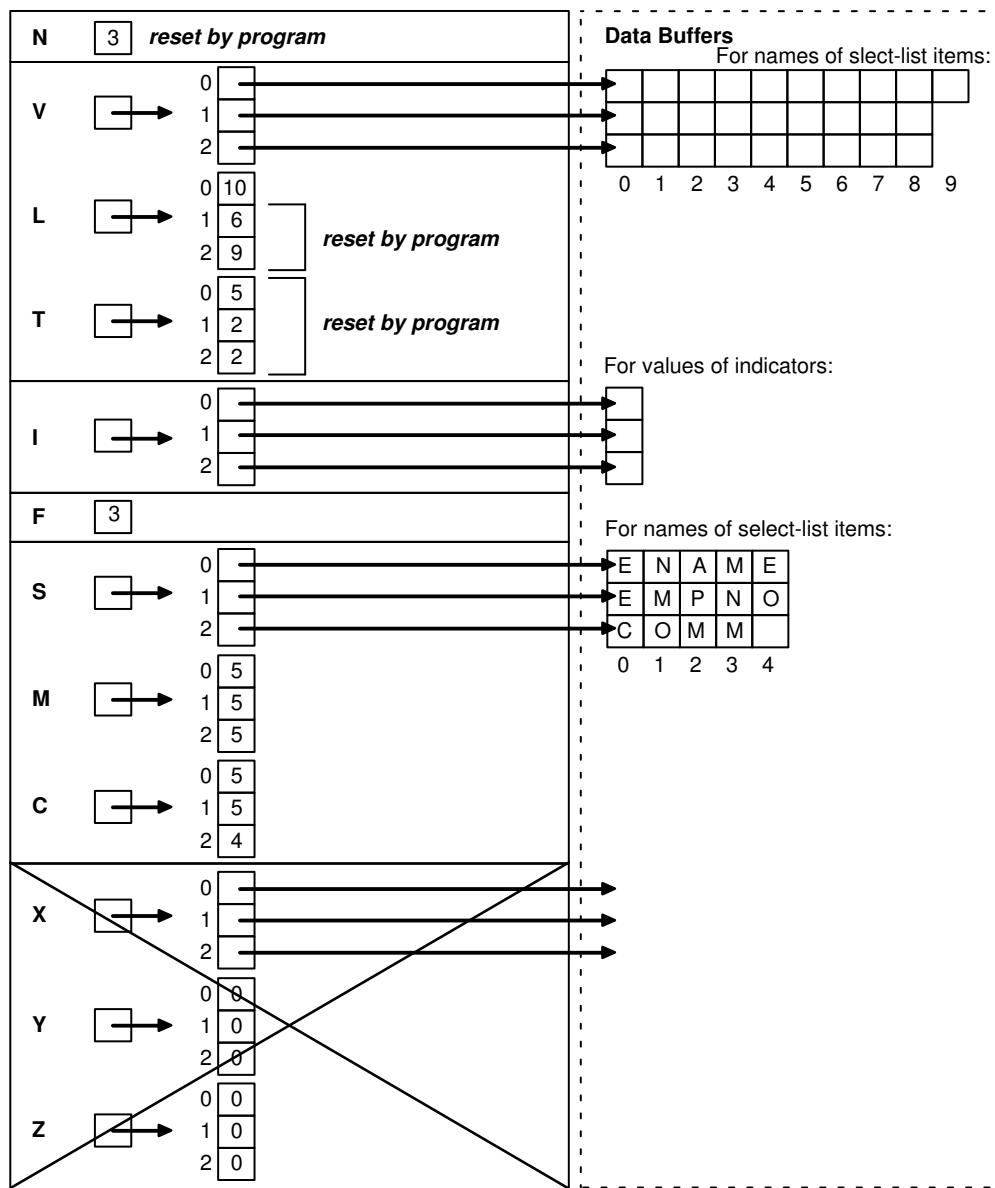 N 3 reset by program
Data Buffers
For names of slect-list items:
V
0
1
2
0 1 2 3 4 5 6 7 8 9
L
0 10
1 6
2 9
reset by program
T
0 5
1 2
2 2
reset by program
For values of indicators:
I
0
1
2
F 3
For names of select-list items:
S
0
1
2
E N A M E
E M P N O
C O M M
0 1 2 3 4
M
0 5
1 5
2 5
C
0 5
1 5
2 4
X
0
1
2
Y
0 0
1 0
2 0
Z
0 0
1 0
2 0